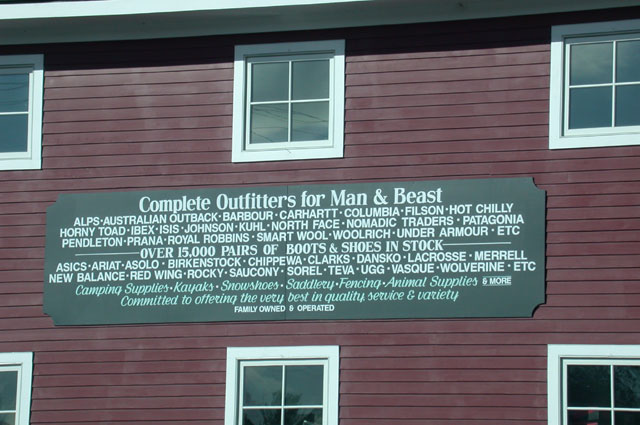 Complete Outfitters for Man & Beast
ALPS·AUSTRALIAN OUTBACK·BARBOUR·CARHARTT·COLUMBIA·FILSON·HOT CHILLY
HORNY TOAD·IBEX·ISIS·JOHNSON·KUHL·NORTH FACE·NOMADIC TRADERS·PATAGONIA
PENDLETON·PRANA·ROYAL ROBBINS·SMART WOOL·WOOLRICH·UNDER ARMOUR·ETC
OVER 15,000 PAIRS OF BOOTS & SHOES IN STOCK
ASICS·ARIAT·ASOLO·BIRKENSTOCK·CHIPPEWA·CLARKS·DANSKO·LACROSSE·MERRELL
NEW BALANCE·RED WING·ROCKY·SAUCONY·SOREL·TEVA·UGG·VASQUE·WOLVERINE·ETC
Camping Supplies·Kayaks·Snowshoes·Saddlery·Fencing·Animal Supplies & MORE
Committed to offering the very best in quality, service & variety
FAMILY OWNED & OPERATED